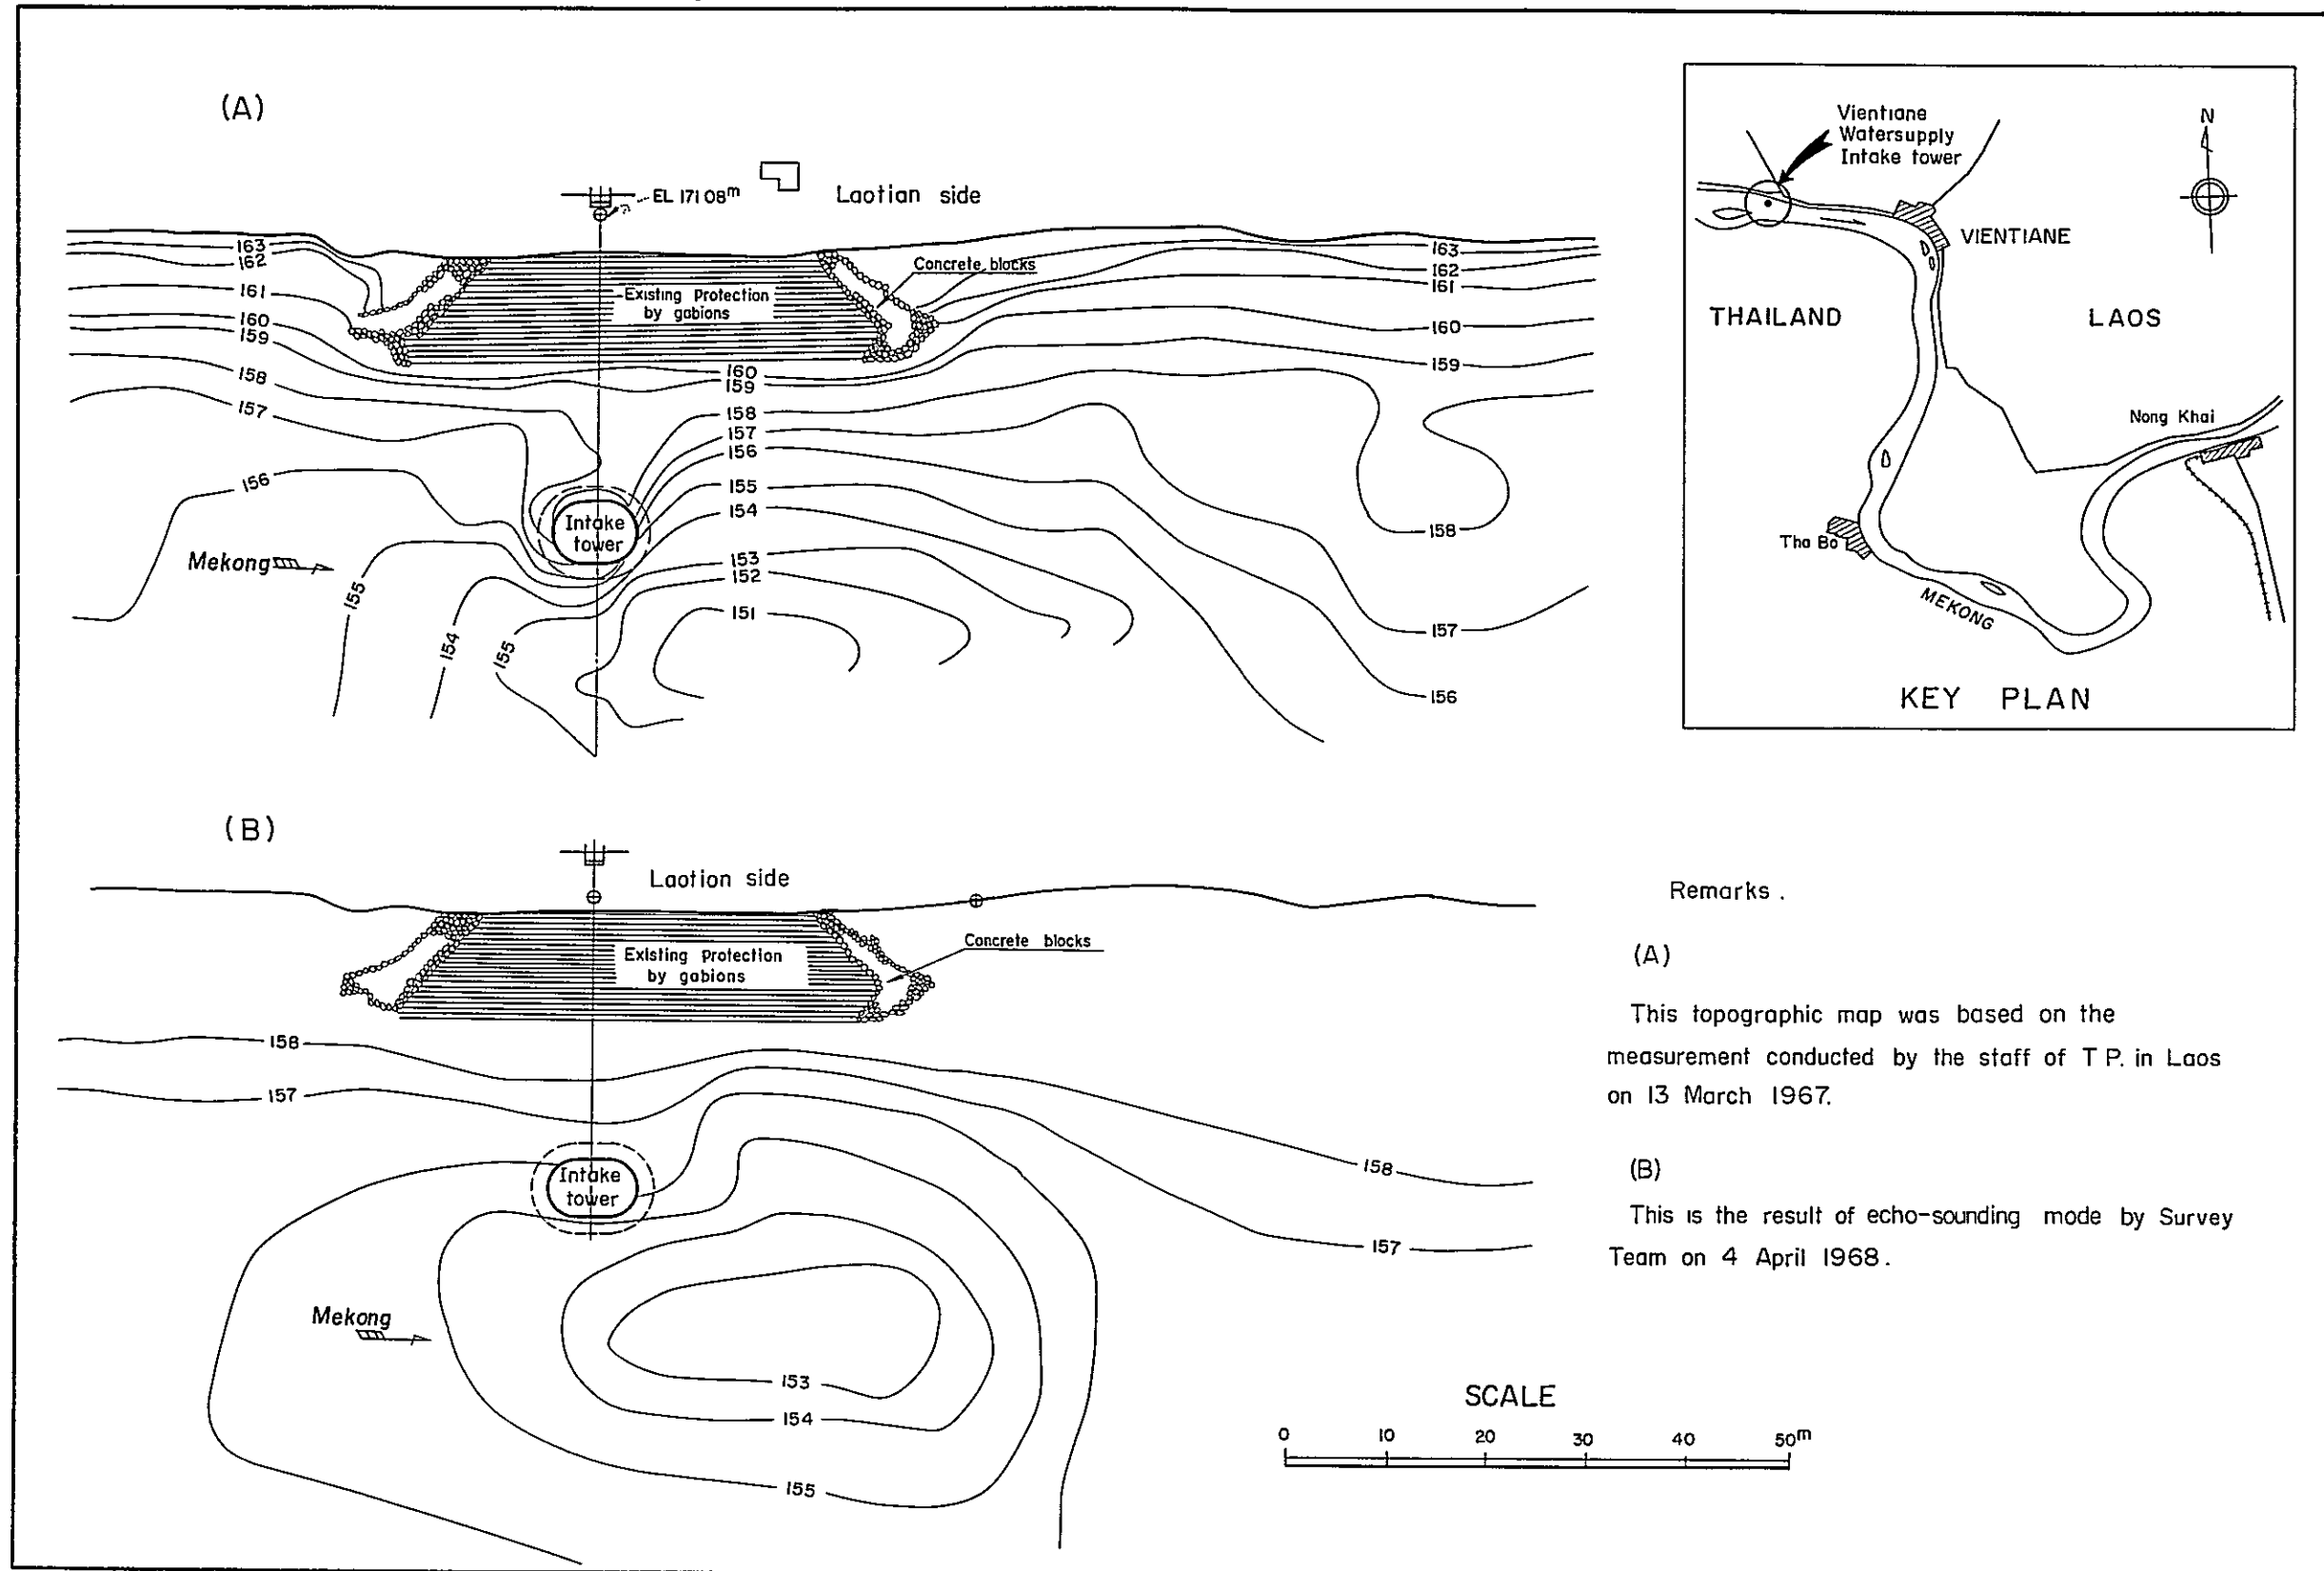 (A)
EL 171 08m
Laotian side
163
162
161
160
159
158
157
156
155
154
155
Mekong
Existing Protection
by gabions
Concrete blocks
160
159
158
157
156
155
154
153
152
151
Intake
tower
163
162
161
160
159
158
157
156
Vientiane
Watersupply
Intake tower
N
VIENTIANE
THAILAND
LAOS
Nong Khai
Tha Bo
MEKONG
KEY PLAN
(B)
Laotion side
Existing Protection
by gabions
Concrete blocks
158
157
Intake
tower
Mekong
153
154
155
158
157
Remarks.
(A)
This topographic map was based on the
measurement conducted by the staff of T P. in Laos
on 13 March 1967.
(B)
This is the result of echo-sounding mode by Survey
Team on 4 April 1968.
SCALE
0 10 20 30 40 50m